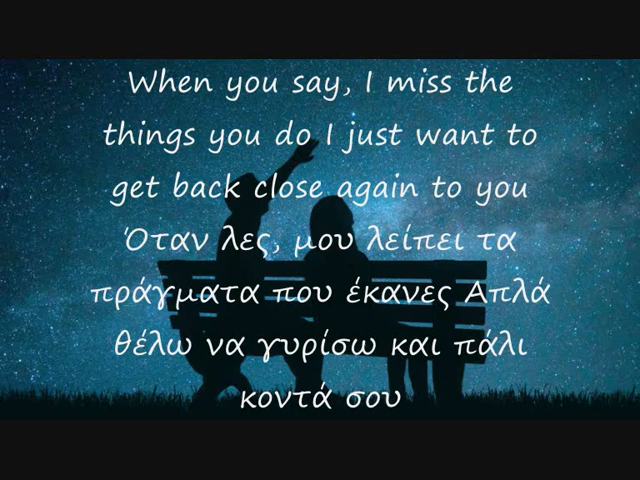 When you say, I miss the
things you do I just want to
get back close again to you
Όταν λες, μου λείπει τα
πράγματα που έκανες Απλά
θέλω να γυρίσω και πάλι
κοντά σου